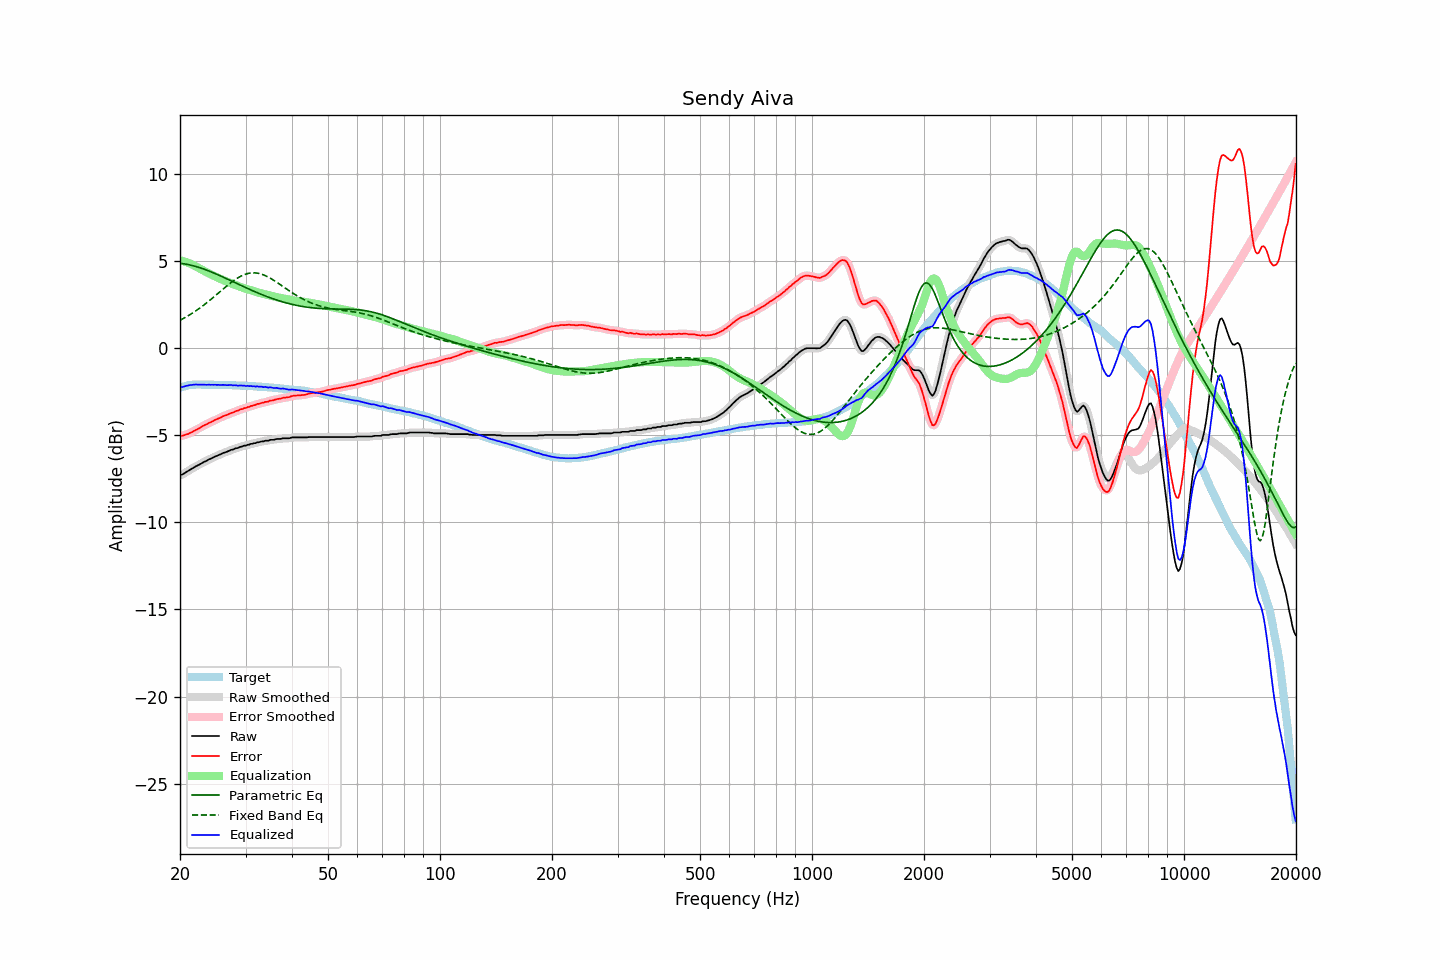 Sendy Aiva
Amplitude (dBr)
10
5
0
−5
−10
−15
−20
−25
Target
Raw Smoothed
Error Smoothed
Raw
Error
Equalization
Parametric Eq
Fixed Band Eq
Equalized
20 50 100 200 500 1000 2000 5000 10000 20000
Frequency (Hz)